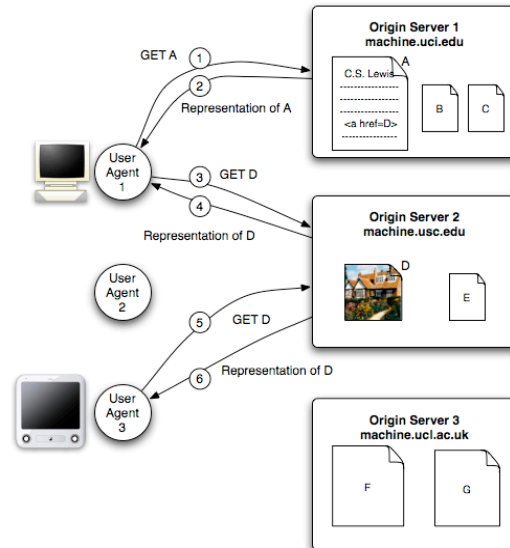 Origin Server 1
machine.uci.edu
GET A
1
2
A
C.S. Lewis
B
C
<a href=D>
Representation of A
User
Agent
1
3
GET D
4
Representation of D
Origin Server 2
machine.usc.edu
D
E
User
Agent
2
5
GET D
6
Representation of D
User
Agent
3
Origin Server 3
machine.ucl.ac.uk
F
G